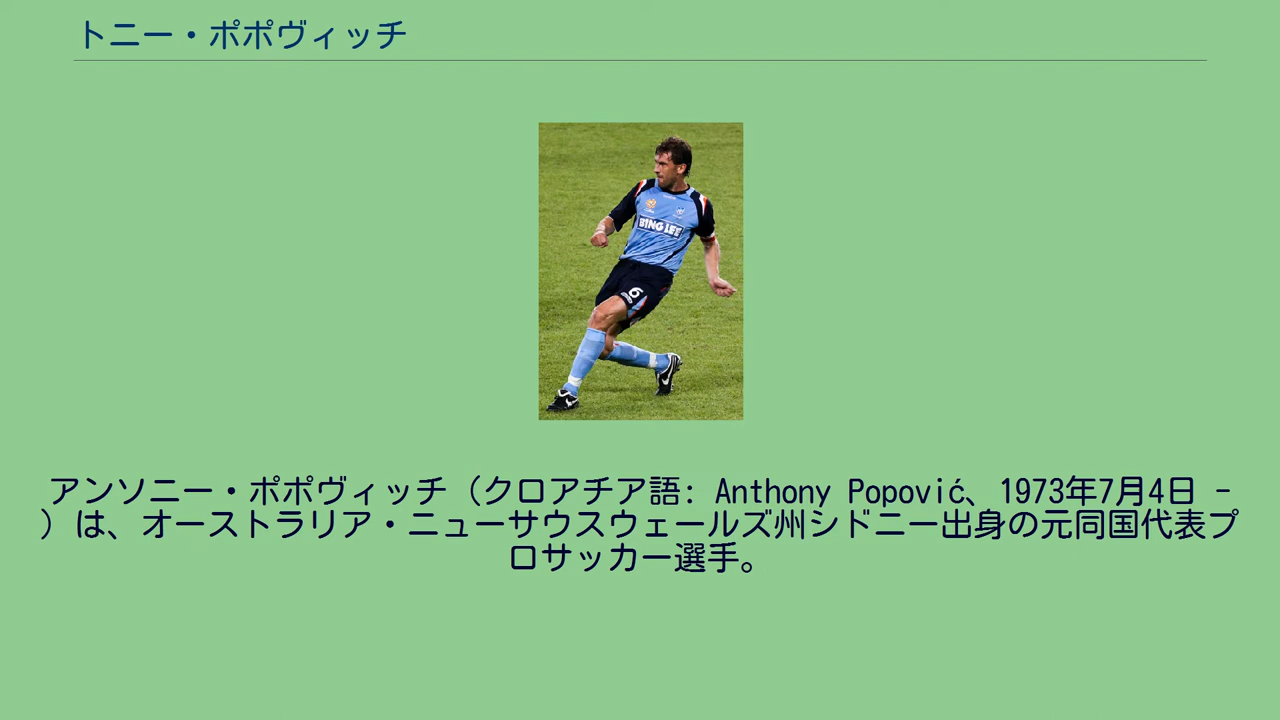 トニー・ポポヴィッチ
BING LEE
6
アンソニー・ポポヴィッチ（クロアチア語: Anthony Popović、1973年7月4日 -
）は、オーストラリア・ニューサウスウェールズ州シドニー出身の元同国代表プ
ロサッカー選手。